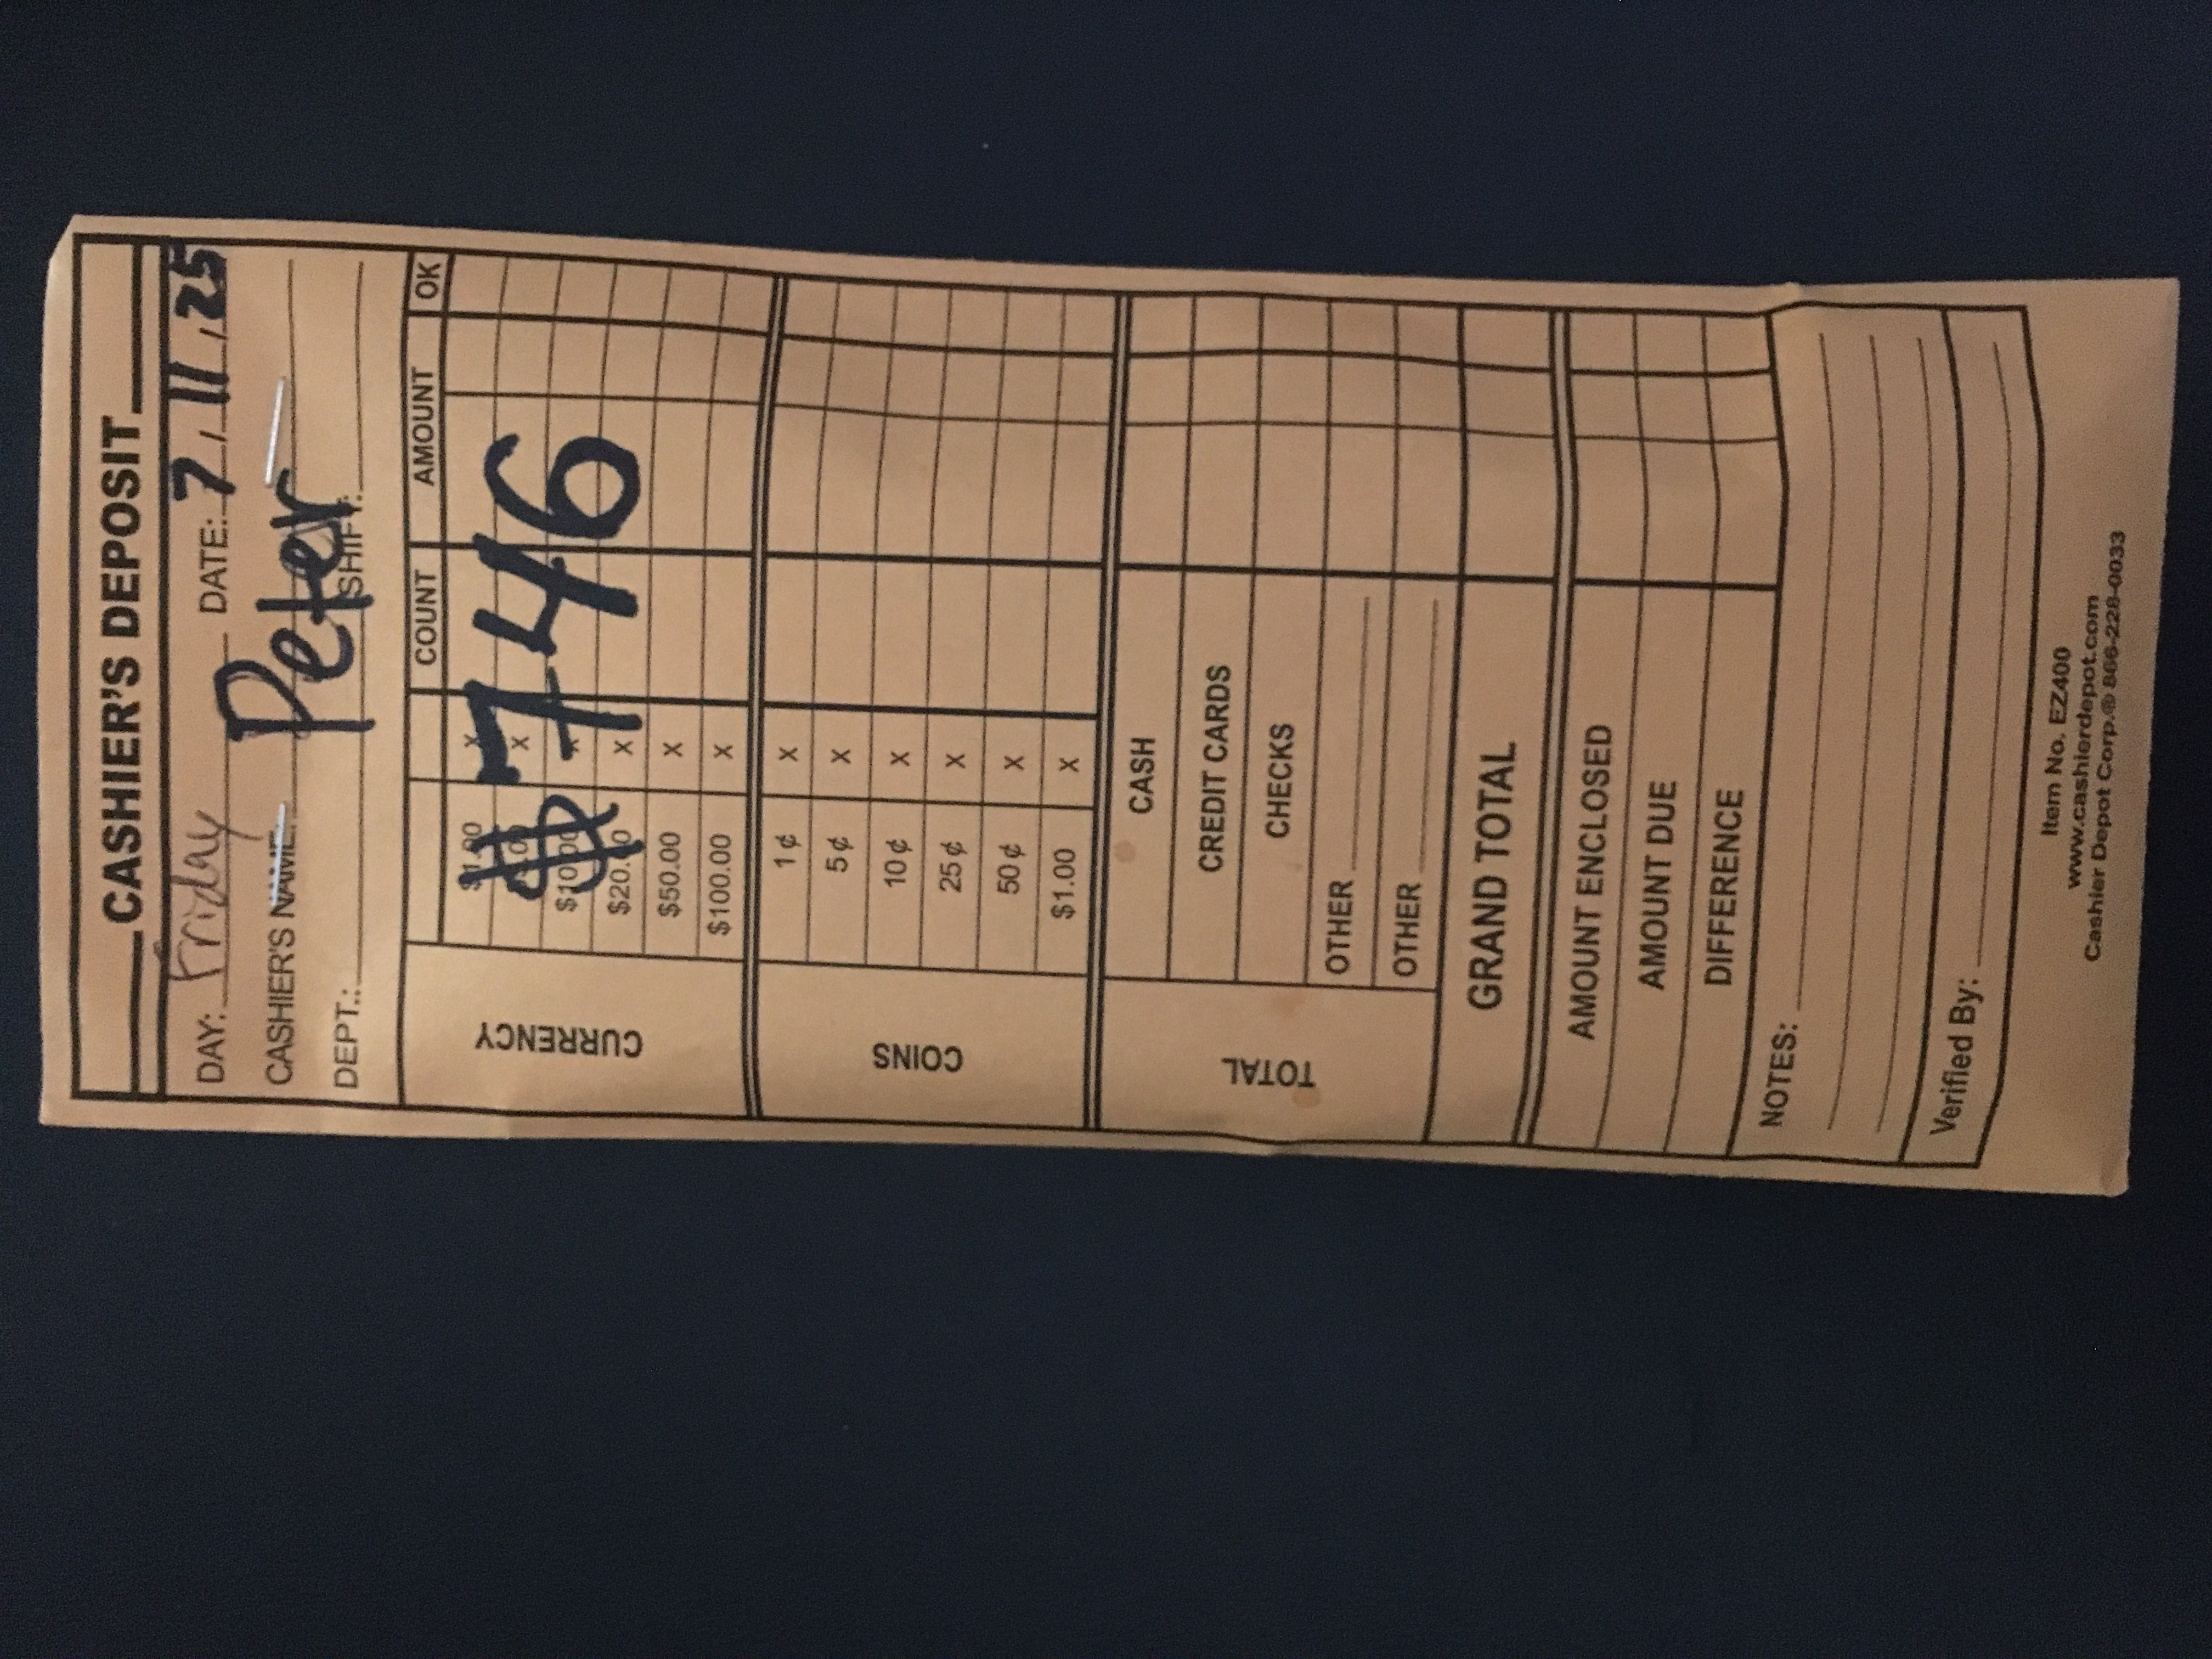 CASHIER'S DEPOSIT
DAY: Friday DATE: 7, 11, 25
CASHIER'S NAME: Peter
DEPT.: SHIFT:
COUNT AMOUNT OK
CURRENCY
$ 746
$1.00 X
X
$10.00 X
$20.00 X
$50.00 X
$100.00 X
COINS
1¢ X
5¢ X
10¢ X
25¢ X
50¢ X
$1.00 X
TOTAL
CASH
CREDIT CARDS
CHECKS
OTHER
OTHER
GRAND TOTAL
AMOUNT ENCLOSED
AMOUNT DUE
DIFFERENCE
NOTES:
Verified By:
Item No. EZ400
www.cashierdepot.com
Cashier Depot Corp.® 866-228-0033